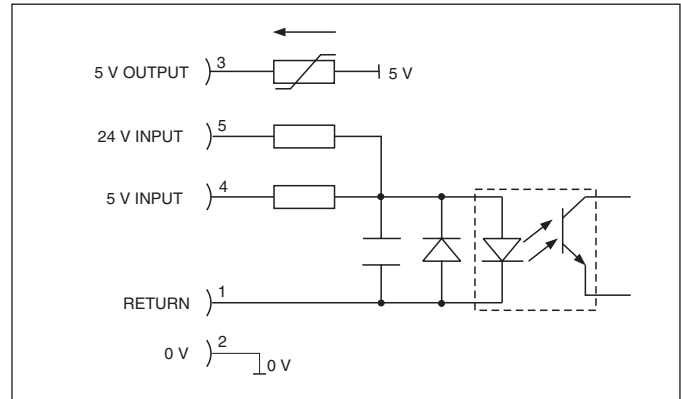 5 V OUTPUT 3 5 V
24 V INPUT 5
5 V INPUT 4
RETURN 1
0 V 2 0 V